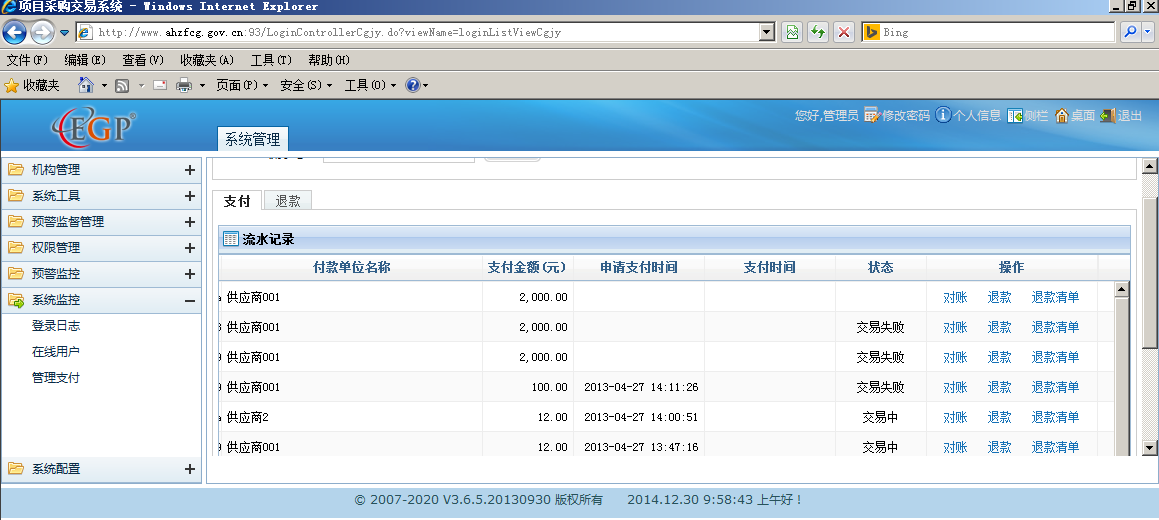 项目采购交易系统 - Windows Internet Explorer
http://www.ahzfcg.gov.cn:93/LoginControllerCgjy.do?viewName=loginListViewCgjy
Bing
文件(F) 编辑(E) 查看(V) 收藏夹(A) 工具(T) 帮助(H)
收藏夹 页面(P) 安全(S) 工具(O)
EGP
您好,管理员 修改密码 个人信息 侧栏 桌面 退出
系统管理
机构管理
系统工具
预警监督管理
权限管理
预警监控
系统监控
登录日志
在线用户
管理支付
系统配置
支付 退款
流水记录
付款单位名称 支付金额(元) 申请支付时间 支付时间 状态 操作
供应商001 2,000.00 对账 退款 退款清单
供应商001 2,000.00 交易失败 对账 退款 退款清单
供应商001 2,000.00 交易失败 对账 退款 退款清单
供应商001 100.00 2013-04-27 14:11:26 交易失败 对账 退款 退款清单
供应商2 12.00 2013-04-27 14:00:51 交易中 对账 退款 退款清单
供应商001 12.00 2013-04-27 13:47:16 交易中 对账 退款 退款清单
© 2007-2020 V3.6.5.20130930 版权所有 2014.12.30 9:58:43 上午好！